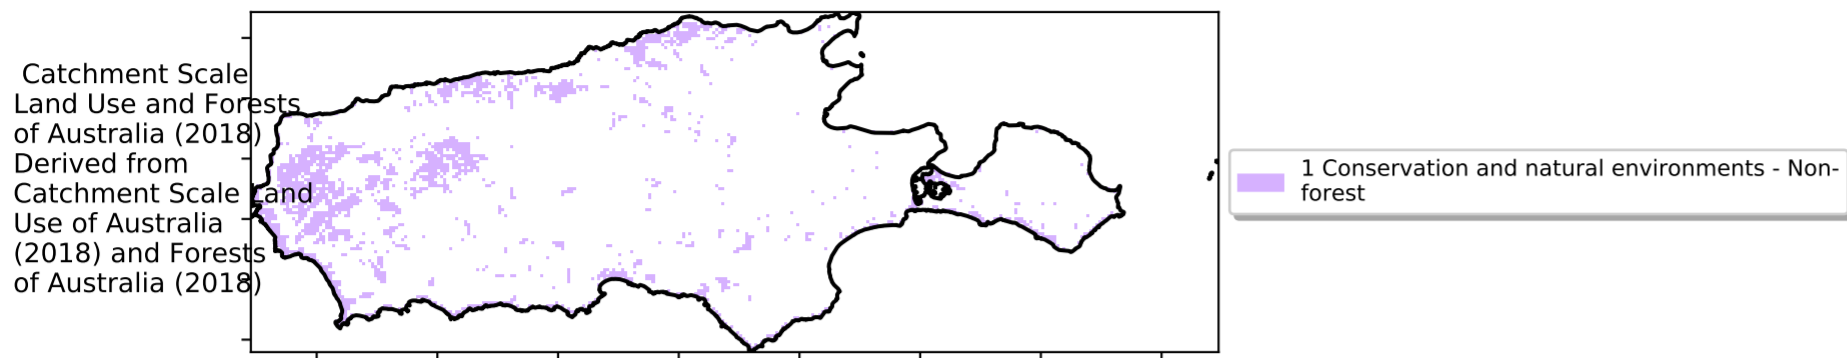 Catchment Scale
Land Use and Forests
of Australia (2018)
Derived from
Catchment Scale Land
Use of Australia
(2018) and Forests
of Australia (2018)
1 Conservation and natural environments - Non-
forest